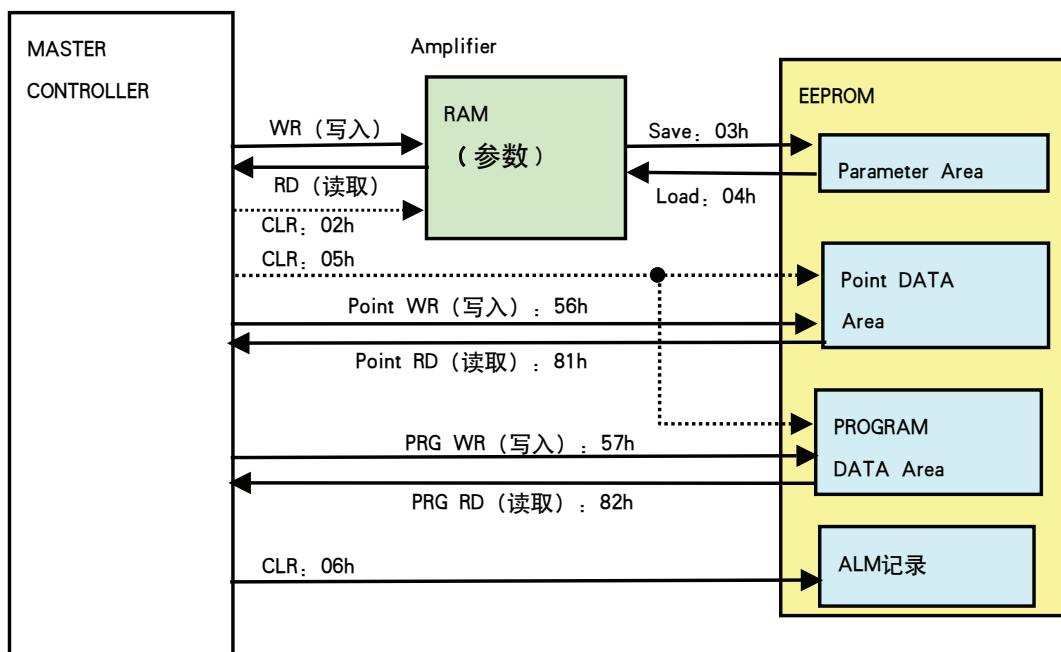 MASTER
CONTROLLER
Amplifier
RAM
(参数)
EEPROM
WR (写入)
RD (读取)
CLR: 02h
Save: 03h
Load: 04h
Parameter Area
CLR: 05h
Point WR (写入): 56h
Point RD (读取): 81h
Point DATA
Area
PRG WR (写入): 57h
PRG RD (读取): 82h
PROGRAM
DATA Area
CLR: 06h
ALM记录